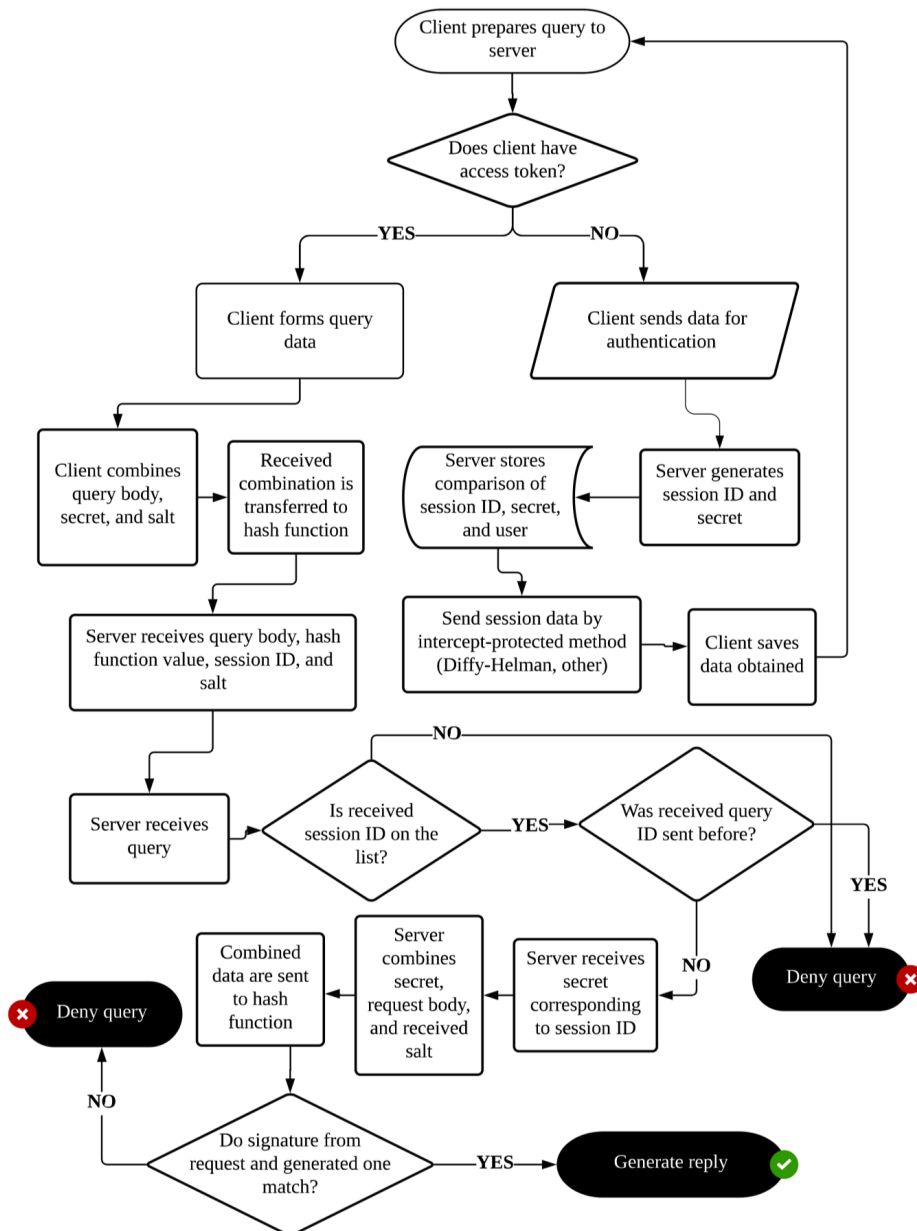 Client prepares query to
server
Does client have
access token?
YES
NO
Client forms query
data
Client sends data for
authentication
Client combines
query body,
secret, and salt
Received
combination is
transferred to
hash function
Server stores
comparison of
session ID, secret,
and user
Server generates
session ID and
secret
Server receives query body, hash
function value, session ID, and
salt
Send session data by
intercept-protected method
(Diffy-Helman, other)
Client saves
data obtained
NO
Server receives
query
Is received
session ID on the
list?
YES
Was received query
ID sent before?
YES
NO
Deny query
Server receives
secret
corresponding
to session ID
Server
combines
secret,
request body,
and received
salt
Combined
data are sent
to hash
function
Deny query
NO
Do signature from
request and generated one
match?
YES
Generate reply